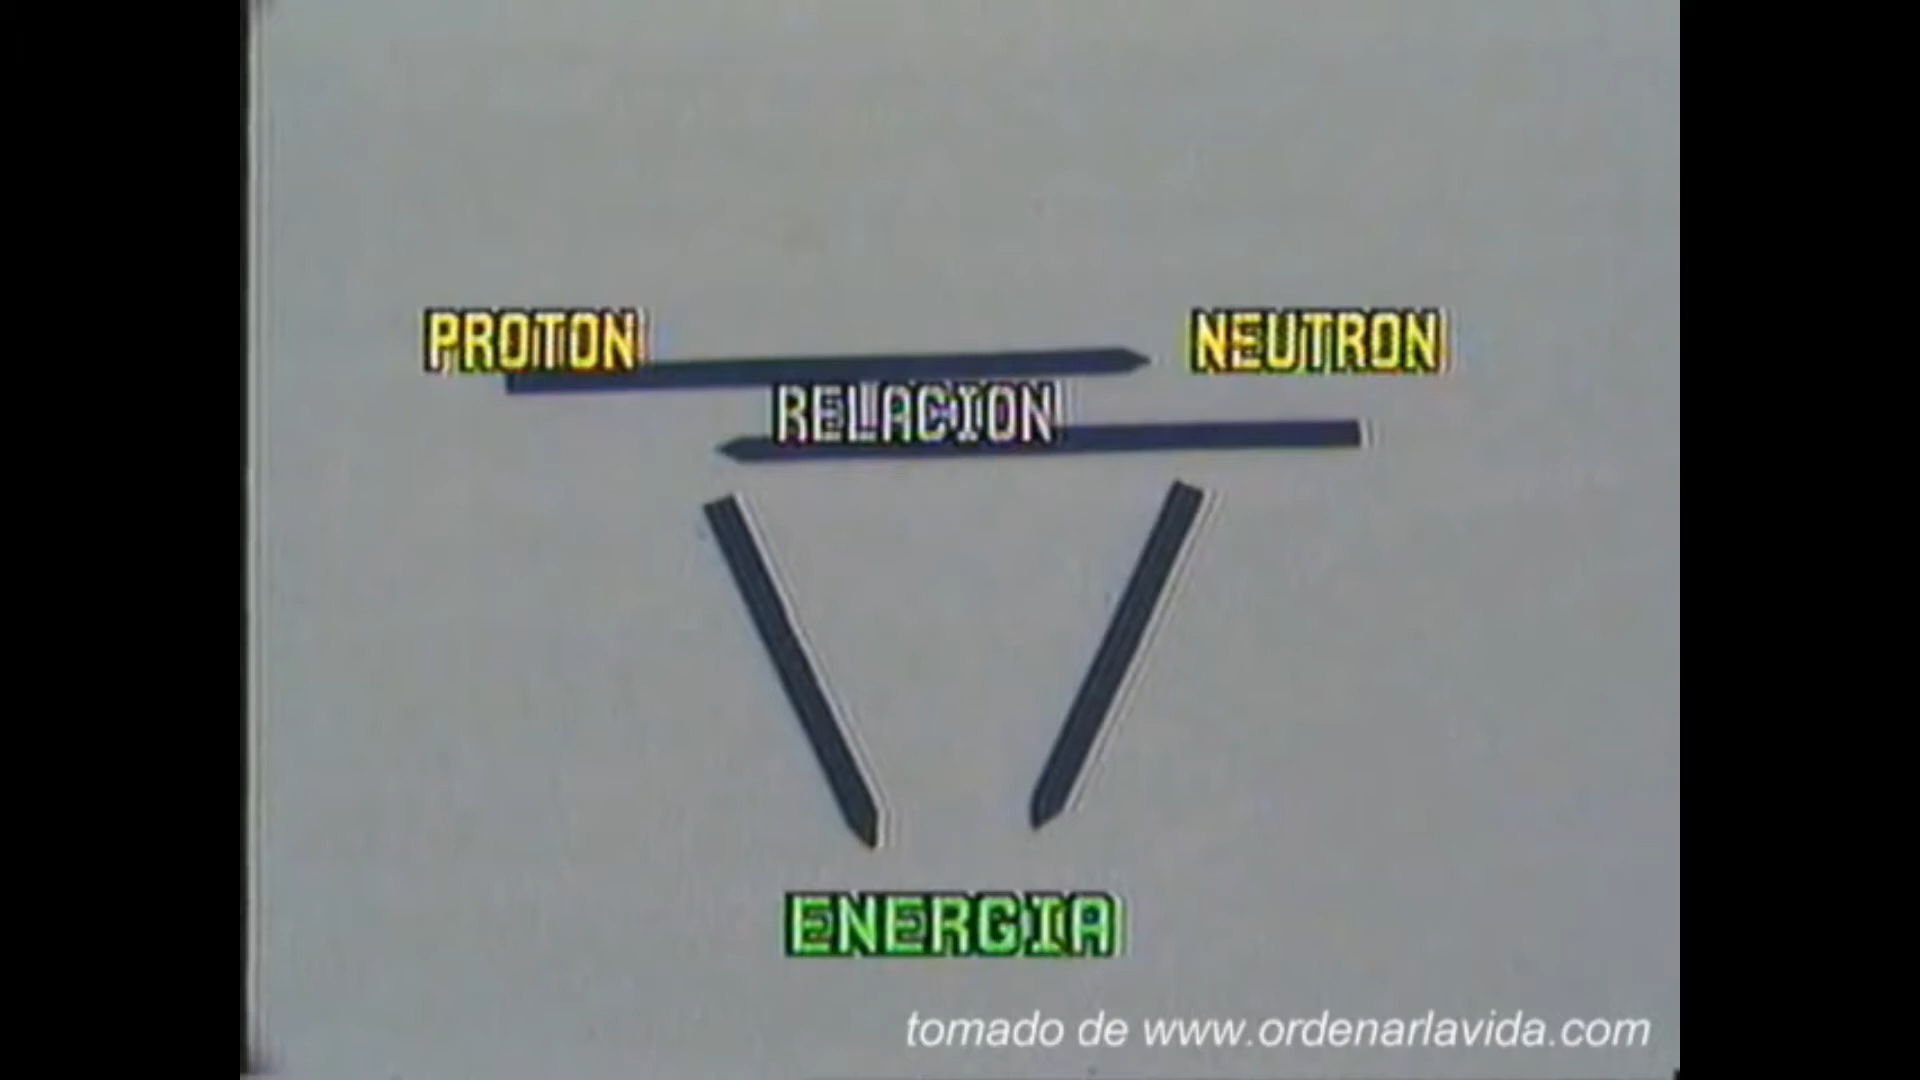 PROTON
NEUTRON
RELACION
ENERGIA
tomado de www.ordenarlavida.com